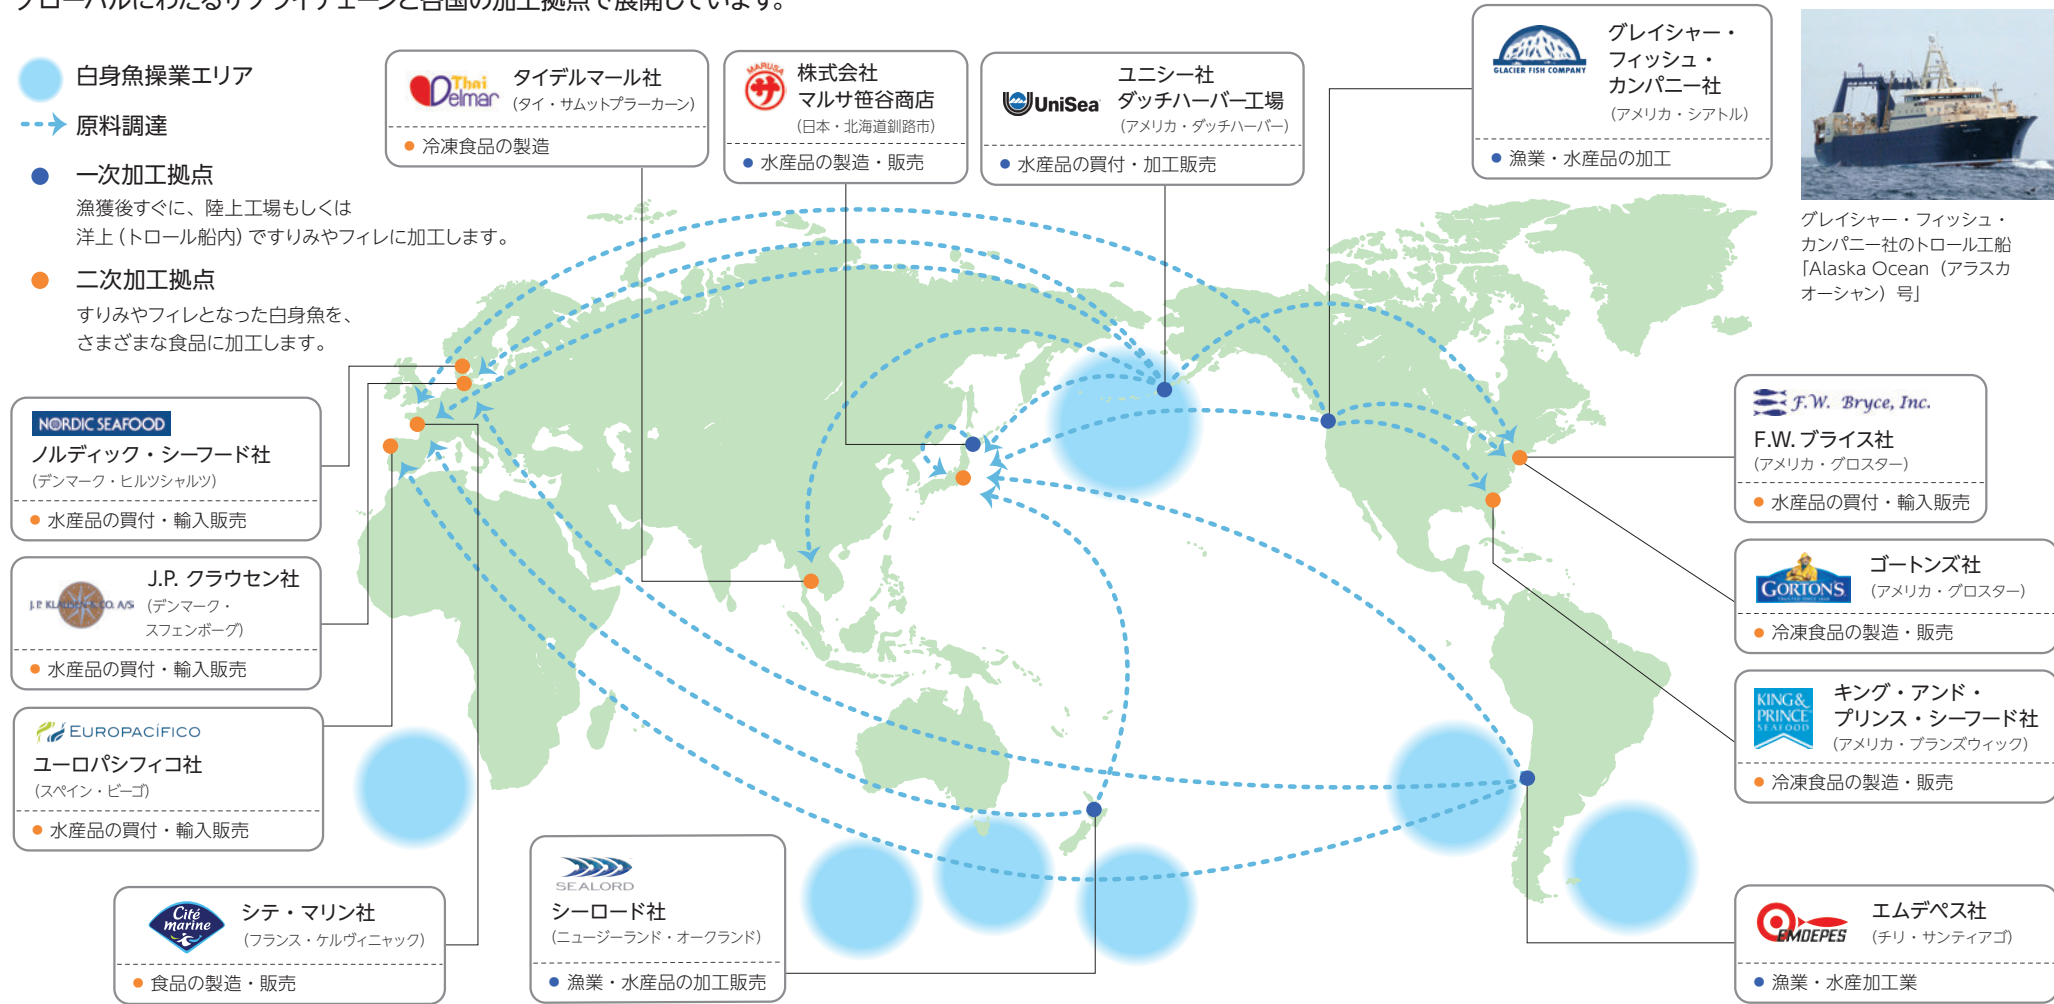 グローバルにわたるサプライチェーンと各国の加工拠点で展開しています。
白身魚操業エリア
原料調達
一次加工拠点
漁獲後すぐに、陸上工場もしくは
洋上（トロール船内）ですりみやフィレに加工します。
二次加工拠点
すりみやフィレとなった白身魚を、
さまざまな食品に加工します。
Thai
Delmar
タイデルマール社
（タイ・サムットプラーカーン）
冷凍食品の製造
MARUSA
サ
株式会社
マルサ笹谷商店
（日本・北海道釧路市）
水産品の製造・販売
UniSea
ユニシー社
ダッチハーバー工場
（アメリカ・ダッチハーバー）
水産品の買付・加工販売
GLACIER FISH COMPANY
グレイシャー・
フィッシュ・
カンパニー社
（アメリカ・シアトル）
漁業・水産品の加工
グレイシャー・フィッシュ・
カンパニー社のトロール工船
「Alaska Ocean（アラスカ
オーシャン）号」
NORDIC SEAFOOD
ノルディック・シーフード社
（デンマーク・ヒルツシャルツ）
水産品の買付・輸入販売
J.P. KLAUSEN & CO. A/S
J.P. クラウセン社
（デンマーク・
スフェンボーグ）
水産品の買付・輸入販売
EUROPACÍFICO
ユーロパシフィコ社
（スペイン・ビーゴ）
水産品の買付・輸入販売
Cité
marine
シテ・マリン社
（フランス・ケルヴィニャック）
食品の製造・販売
SEALORD
シーロード社
（ニュージーランド・オークランド）
漁業・水産品の加工販売
F.W. Bryce, Inc.
F.W. ブライス社
（アメリカ・グロスター）
水産品の買付・輸入販売
GORTON'S
TRUSTED SINCE 1849
ゴートンズ社
（アメリカ・グロスター）
冷凍食品の製造・販売
KING &
PRINCE
SEAFOOD
キング・アンド・
プリンス・シーフード社
（アメリカ・ブランズウィック）
冷凍食品の製造・販売
EMDEPES
エムデペス社
（チリ・サンティアゴ）
漁業・水産加工業